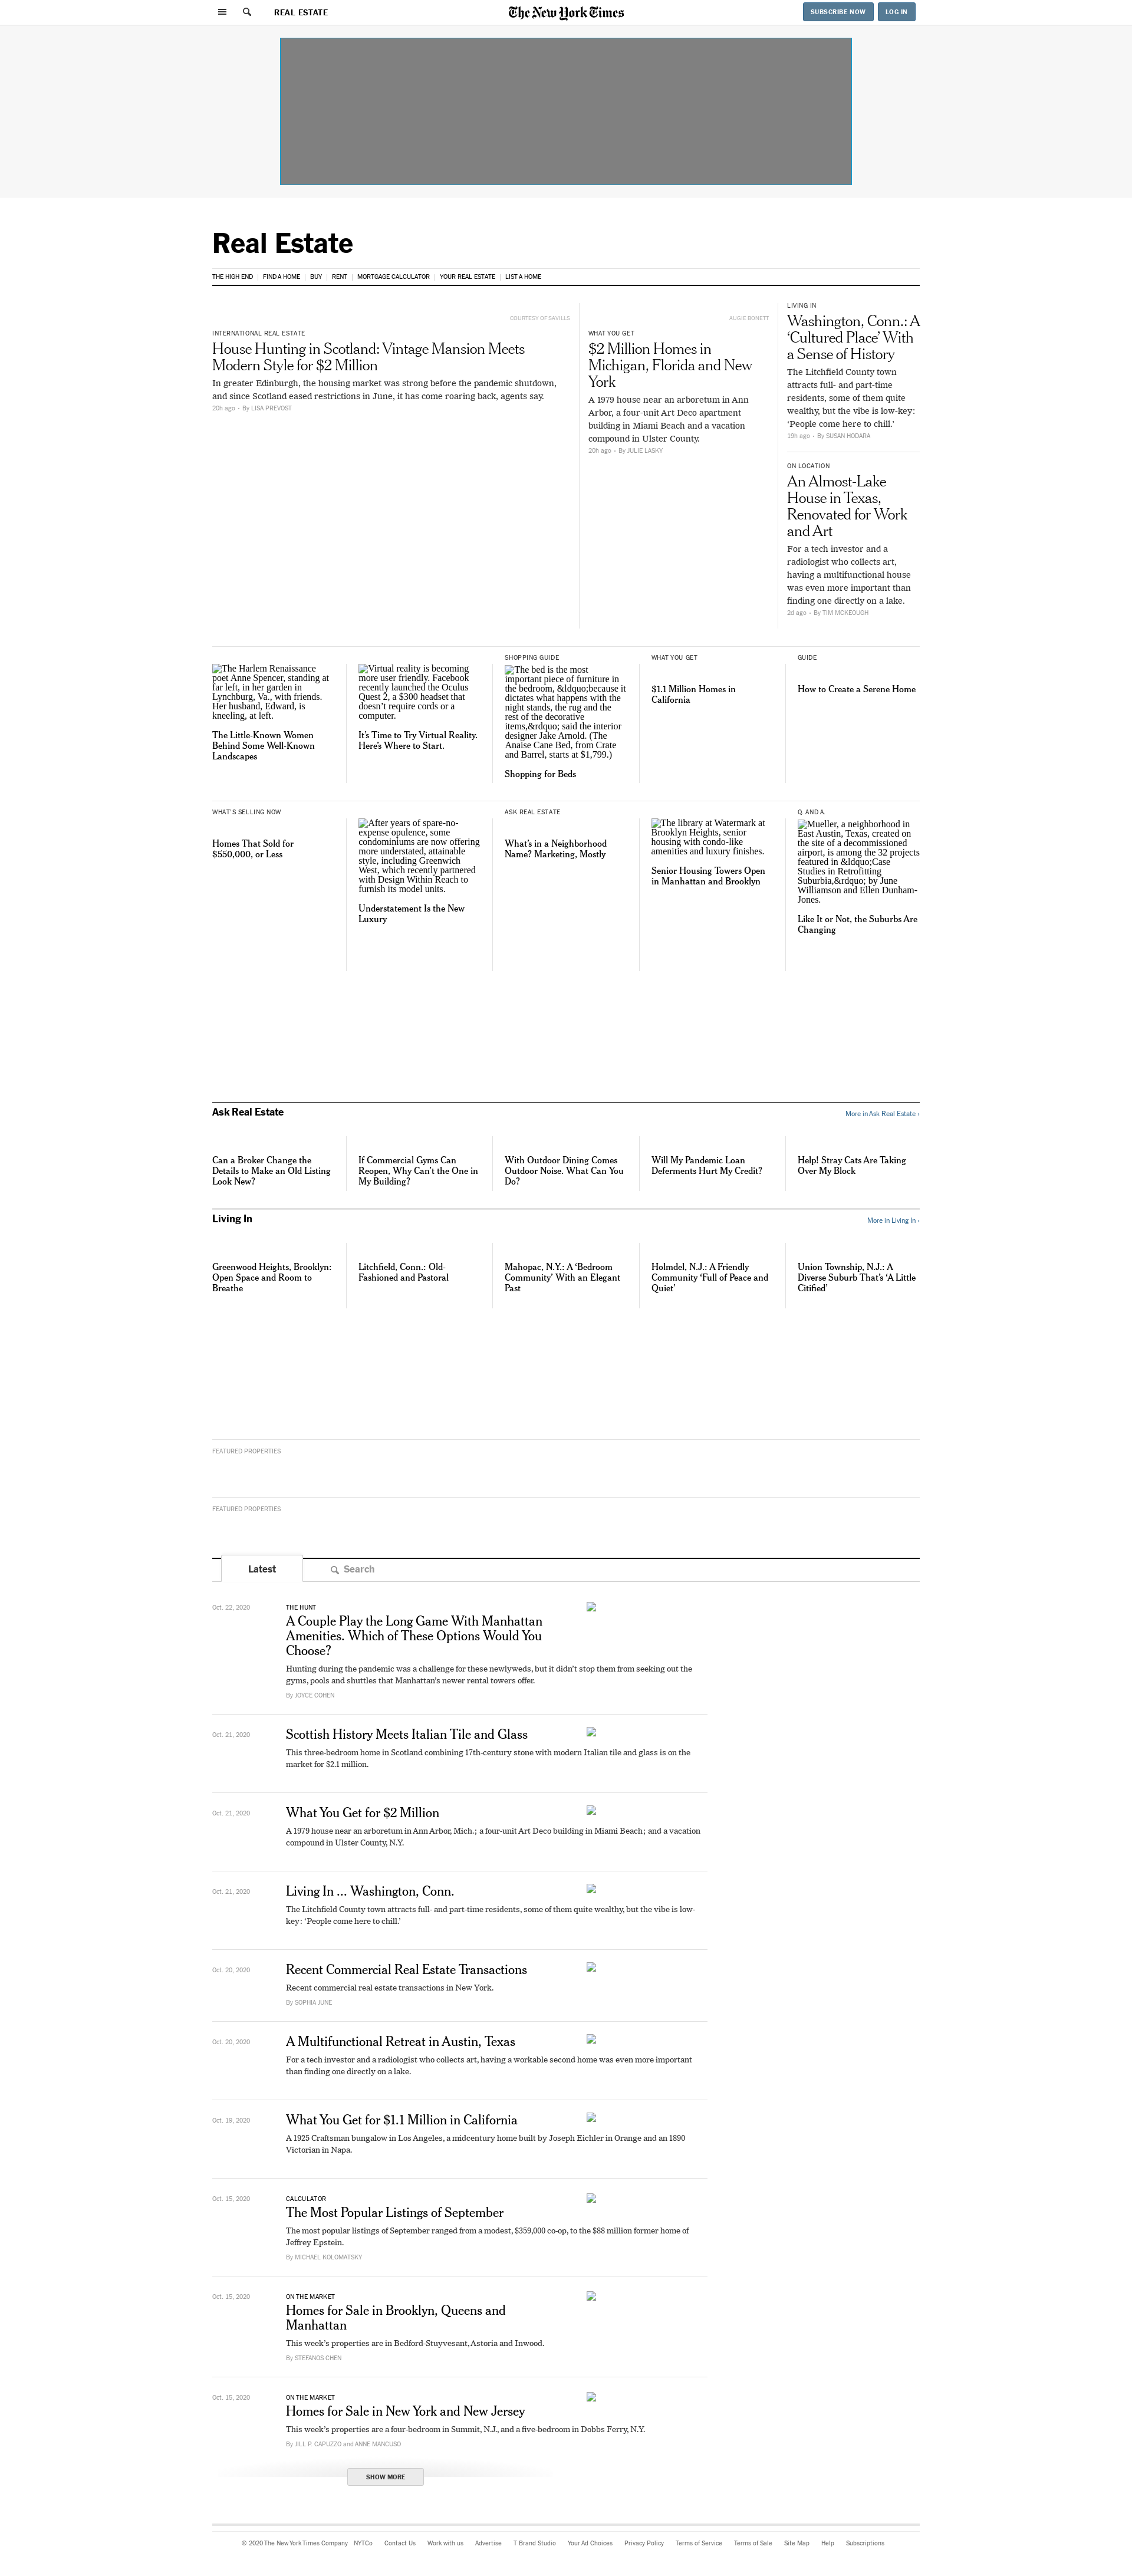 REAL ESTATE
The New York Times
SUBSCRIBE NOW
LOG IN
Real Estate
THE HIGH END | FIND A HOME | BUY | RENT | MORTGAGE CALCULATOR | YOUR REAL ESTATE | LIST A HOME
COURTESY OF SAVILLS
INTERNATIONAL REAL ESTATE
House Hunting in Scotland: Vintage Mansion Meets
Modern Style for $2 Million
In greater Edinburgh, the housing market was strong before the pandemic shutdown,
and since Scotland eased restrictions in June, it has come roaring back, agents say.
20h ago • By LISA PREVOST
AUGIE BONETT
WHAT YOU GET
$2 Million Homes in
Michigan, Florida and New
York
A 1979 house near an arboretum in Ann
Arbor, a four-unit Art Deco apartment
building in Miami Beach and a vacation
compound in Ulster County.
20h ago • By JULIE LASKY
LIVING IN
Washington, Conn.: A
‘Cultured Place’ With
a Sense of History
The Litchfield County town
attracts full- and part-time
residents, some of them quite
wealthy, but the vibe is low-key:
‘People come here to chill.’
19h ago • By SUSAN HODARA
ON LOCATION
An Almost-Lake
House in Texas,
Renovated for Work
and Art
For a tech investor and a
radiologist who collects art,
having a multifunctional house
was even more important than
finding one directly on a lake.
2d ago • By TIM MCKEOUGH
The Harlem Renaissance
poet Anne Spencer, standing at
far left, in her garden in
Lynchburg, Va., with friends.
Her husband, Edward, is
kneeling, at left.
The Little-Known Women
Behind Some Well-Known
Landscapes
Virtual reality is becoming
more user friendly. Facebook
recently launched the Oculus
Quest 2, a $300 headset that
doesn’t require cords or a
computer.
It’s Time to Try Virtual Reality.
Here’s Where to Start.
SHOPPING GUIDE
The bed is the most
important piece of furniture in
the bedroom, &ldquo;because it
dictates what happens with the
night stands, the rug and the
rest of the decorative
items,&rdquo; said the interior
designer Jake Arnold. (The
Anaise Cane Bed, from Crate
and Barrel, starts at $1,799.)
Shopping for Beds
WHAT YOU GET
$1.1 Million Homes in
California
GUIDE
How to Create a Serene Home
WHAT'S SELLING NOW
Homes That Sold for
$550,000, or Less
After years of spare-no-
expense opulence, some
condominiums are now offering
more understated, attainable
style, including Greenwich
West, which recently partnered
with Design Within Reach to
furnish its model units.
Understatement Is the New
Luxury
ASK REAL ESTATE
What’s in a Neighborhood
Name? Marketing, Mostly
The library at Watermark at
Brooklyn Heights, senior
housing with condo-like
amenities and luxury finishes.
Senior Housing Towers Open
in Manhattan and Brooklyn
Q. AND A.
Mueller, a neighborhood in
East Austin, Texas, created on
the site of a decommissioned
airport, is among the 32 projects
featured in &ldquo;Case
Studies in Retrofitting
Suburbia,&rdquo; by June
Williamson and Ellen Dunham-
Jones.
Like It or Not, the Suburbs Are
Changing
Ask Real Estate
More in Ask Real Estate ›
Can a Broker Change the
Details to Make an Old Listing
Look New?
If Commercial Gyms Can
Reopen, Why Can’t the One in
My Building?
With Outdoor Dining Comes
Outdoor Noise. What Can You
Do?
Will My Pandemic Loan
Deferments Hurt My Credit?
Help! Stray Cats Are Taking
Over My Block
Living In
More in Living In ›
Greenwood Heights, Brooklyn:
Open Space and Room to
Breathe
Litchfield, Conn.: Old-
Fashioned and Pastoral
Mahopac, N.Y.: A ‘Bedroom
Community’ With an Elegant
Past
Holmdel, N.J.: A Friendly
Community ‘Full of Peace and
Quiet’
Union Township, N.J.: A
Diverse Suburb That’s ‘A Little
Citified’
FEATURED PROPERTIES
FEATURED PROPERTIES
Latest
Search
Oct. 22, 2020
THE HUNT
A Couple Play the Long Game With Manhattan
Amenities. Which of These Options Would You
Choose?
Hunting during the pandemic was a challenge for these newlyweds, but it didn’t stop them from seeking out the
gyms, pools and shuttles that Manhattan’s newer rental towers offer.
By JOYCE COHEN
Oct. 21, 2020
Scottish History Meets Italian Tile and Glass
This three-bedroom home in Scotland combining 17th-century stone with modern Italian tile and glass is on the
market for $2.1 million.
Oct. 21, 2020
What You Get for $2 Million
A 1979 house near an arboretum in Ann Arbor, Mich.; a four-unit Art Deco building in Miami Beach; and a vacation
compound in Ulster County, N.Y.
Oct. 21, 2020
Living In ... Washington, Conn.
The Litchfield County town attracts full- and part-time residents, some of them quite wealthy, but the vibe is low-
key: ‘People come here to chill.’
Oct. 20, 2020
Recent Commercial Real Estate Transactions
Recent commercial real estate transactions in New York.
By SOPHIA JUNE
Oct. 20, 2020
A Multifunctional Retreat in Austin, Texas
For a tech investor and a radiologist who collects art, having a workable second home was even more important
than finding one directly on a lake.
Oct. 19, 2020
What You Get for $1.1 Million in California
A 1925 Craftsman bungalow in Los Angeles, a midcentury home built by Joseph Eichler in Orange and an 1890
Victorian in Napa.
Oct. 15, 2020
CALCULATOR
The Most Popular Listings of September
The most popular listings of September ranged from a modest, $359,000 co-op, to the $88 million former home of
Jeffrey Epstein.
By MICHAEL KOLOMATSKY
Oct. 15, 2020
ON THE MARKET
Homes for Sale in Brooklyn, Queens and
Manhattan
This week’s properties are in Bedford-Stuyvesant, Astoria and Inwood.
By STEFANOS CHEN
Oct. 15, 2020
ON THE MARKET
Homes for Sale in New York and New Jersey
This week’s properties are a four-bedroom in Summit, N.J., and a five-bedroom in Dobbs Ferry, N.Y.
By JILL P. CAPUZZO and ANNE MANCUSO
SHOW MORE
© 2020 The New York Times Company NYTCo Contact Us Work with us Advertise T Brand Studio Your Ad Choices Privacy Policy Terms of Service Terms of Sale Site Map Help Subscriptions